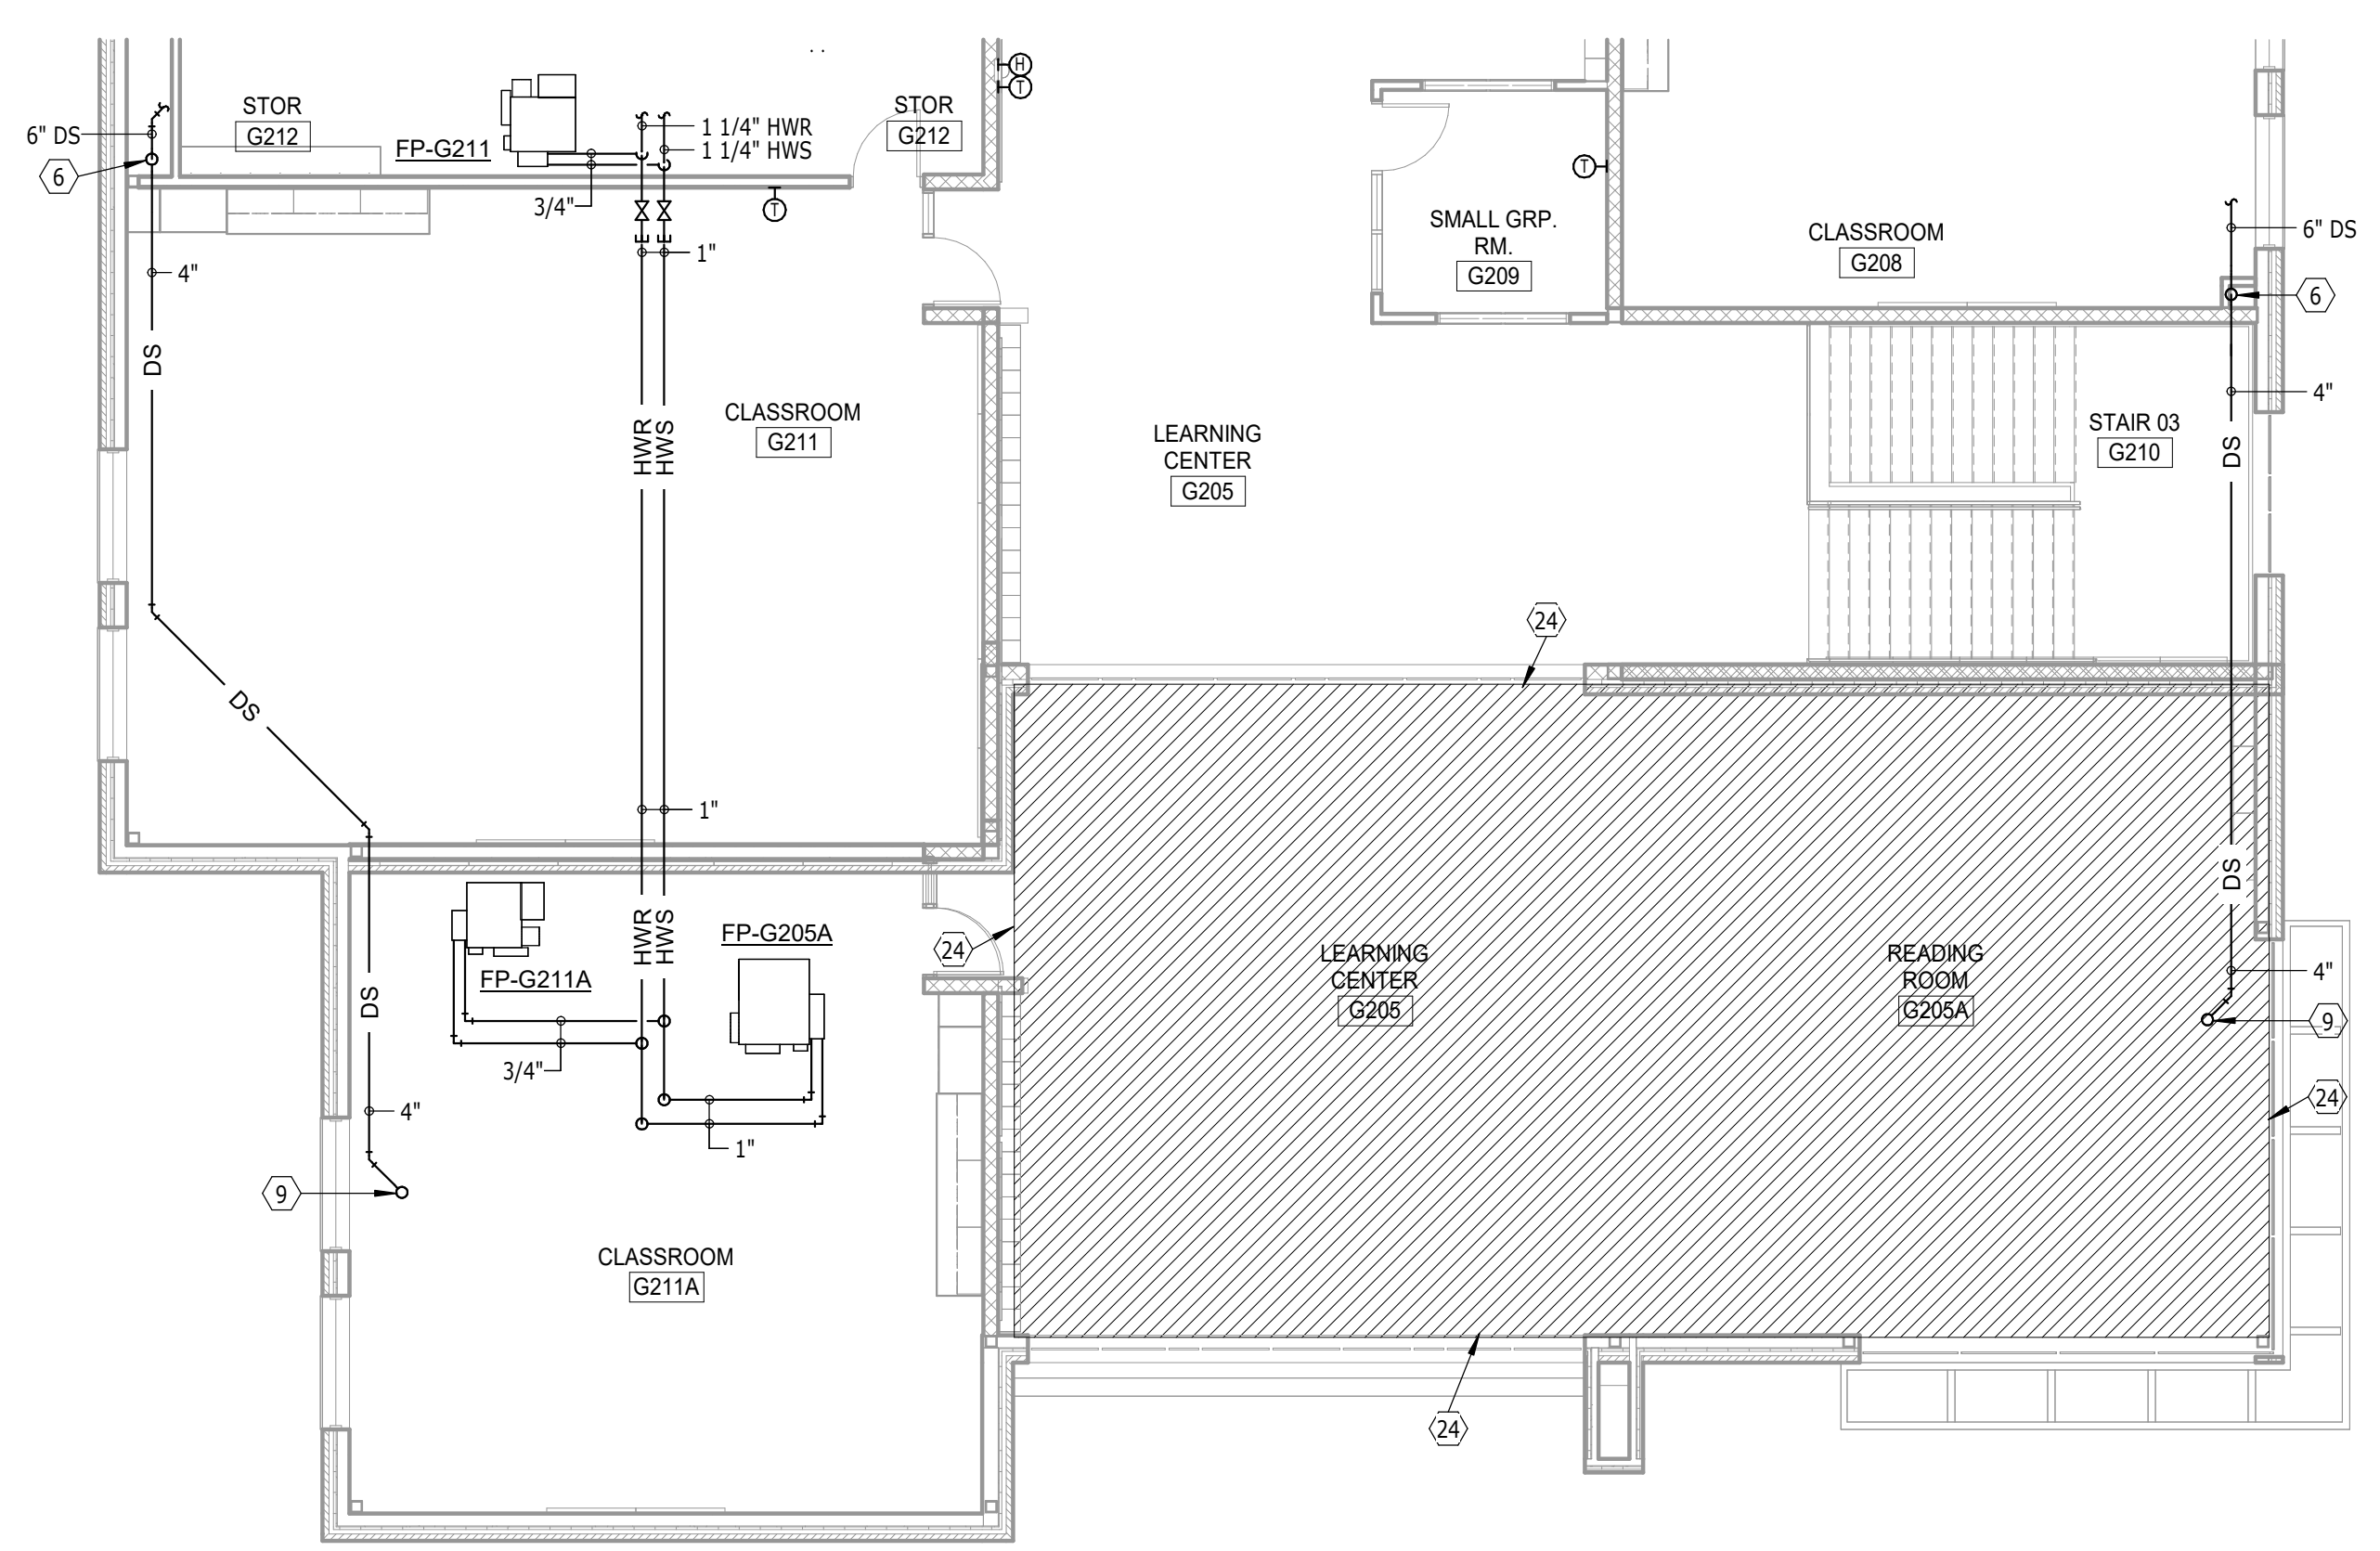 H
T
STOR
G212
6" DS
6
FP-G211
1 1/4" HWR
1 1/4" HWS
STOR
G212
3/4"
T
T
SMALL GRP.
RM.
G209
CLASSROOM
G208
6" DS
6
4"
1"
DS
HWR
HWS
CLASSROOM
G211
LEARNING
CENTER
G205
4"
STAIR 03
G210
DS
24
DS
1"
DS
HWR
HWS
FP-G205A
24
FP-G211A
LEARNING
CENTER
G205
READING
ROOM
G205A
4"
9
DS
3/4"
24
4"
1"
9
CLASSROOM
G211A
24